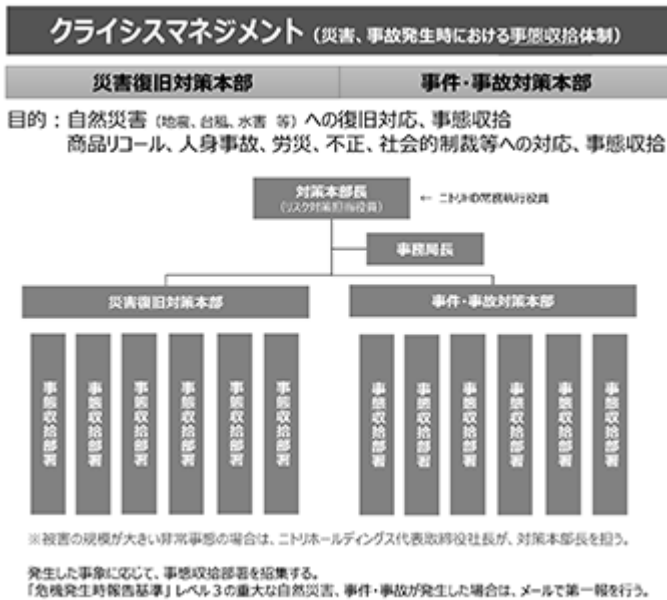 クライシスマネジメント（災害、事故発生時における事態収拾体制）
災害復旧対策本部
事件・事故対策本部
目的：自然災害（地震、台風、水害 等）への復旧対応、事態収拾
商品リコール、人身事故、労災、不正、社会的制裁等への対応、事態収拾
対策本部長
（リスク対策担当役員）
← ニトリHD常務執行役員
事務局長
災害復旧対策本部
事件・事故対策本部
事態収拾部署
事態収拾部署
事態収拾部署
事態収拾部署
事態収拾部署
事態収拾部署
事態収拾部署
事態収拾部署
事態収拾部署
事態収拾部署
事態収拾部署
事態収拾部署
※被害の規模が大きい非常事態の場合は、ニトリホールディングス代表取締役社長が、対策本部長を担う。
発生した事象に応じて、事態収拾部署を招集する。
「危機発生時報告基準」レベル３の重大な自然災害、事件・事故が発生した場合は、メールで第一報を行う。